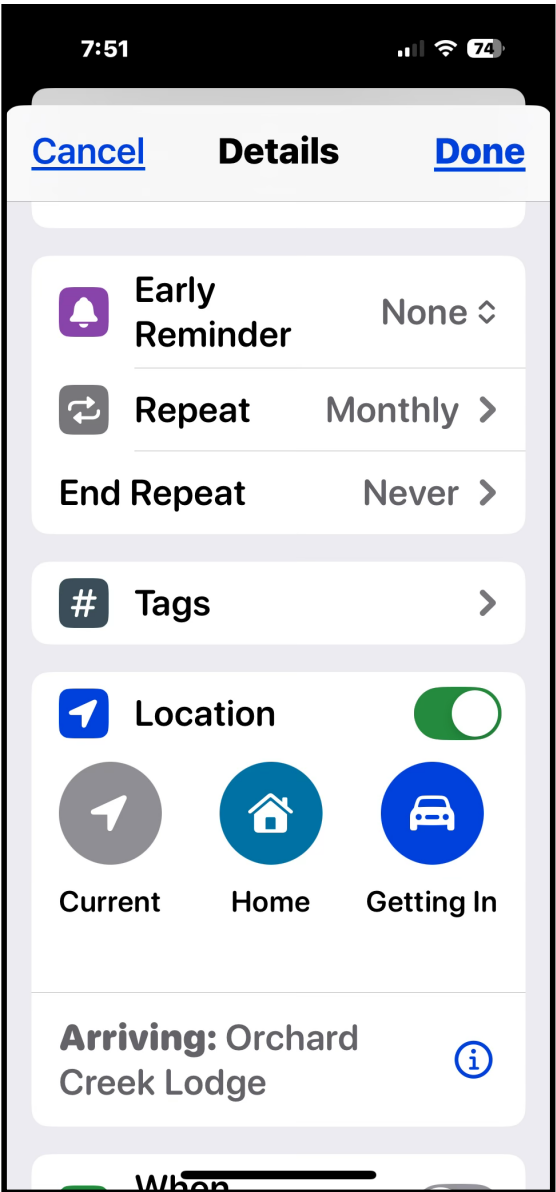 7:51
74
Cancel Details Done
Early
Reminder
None
Repeat Monthly
End Repeat Never
# Tags
Location
Current Home Getting In
Arriving: Orchard
Creek Lodge
When